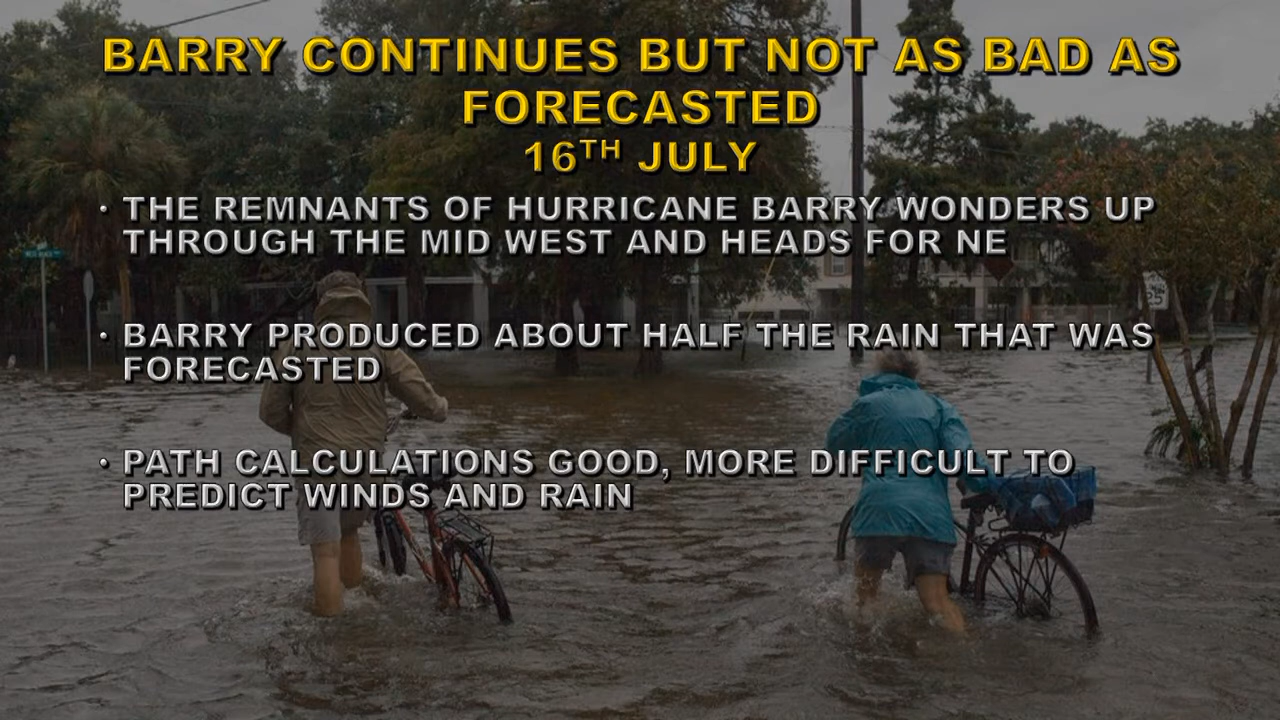 BARRY CONTINUES BUT NOT AS BAD AS
FORECASTED
16TH JULY
• THE REMNANTS OF HURRICANE BARRY WONDERS UP
THROUGH THE MID WEST AND HEADS FOR NE
• BARRY PRODUCED ABOUT HALF THE RAIN THAT WAS
FORECASTED
• PATH CALCULATIONS GOOD, MORE DIFFICULT TO
PREDICT WINDS AND RAIN
25